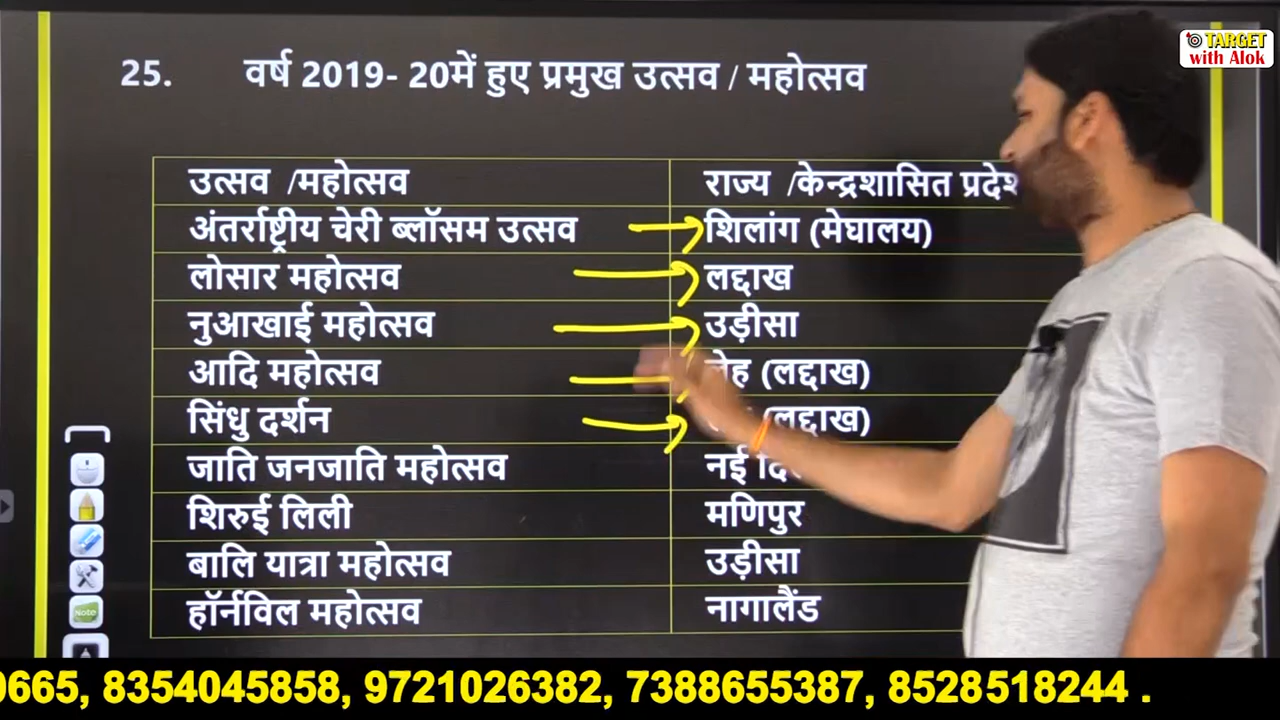 TARGET
with Alok
25. वर्ष 2019- 20में हुए प्रमुख उत्सव / महोत्सव
उत्सव /महोत्सव राज्य /केन्द्रशासित प्रदेश
अंतर्राष्ट्रीय चेरी ब्लॉसम उत्सव शिलांग (मेघालय)
लोसार महोत्सव लद्दाख
नुआखाई महोत्सव उड़ीसा
आदि महोत्सव लेह (लद्दाख)
सिंधु दर्शन (लद्दाख)
जाति जनजाति महोत्सव नई
शिरुई लिली मणिपुर
बालि यात्रा महोत्सव उड़ीसा
हॉर्नविल महोत्सव नागालैंड
Note
0665, 8354045858, 9721026382, 7388655387, 8528518244 .